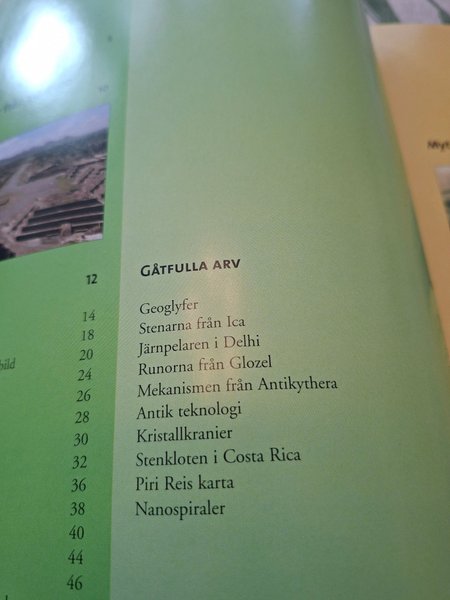 10
12
14
18
20
24
26
28
30
32
36
38
40
44
46
GÅTFULLA ARV
Geoglyfer
Stenarna från Ica
Järnpelaren i Delhi
Runorna från Glozel
Mekanismen från Antikythera
Antik teknologi
Kristallkranier
Stenkloten i Costa Rica
Piri Reis karta
Nanospiraler